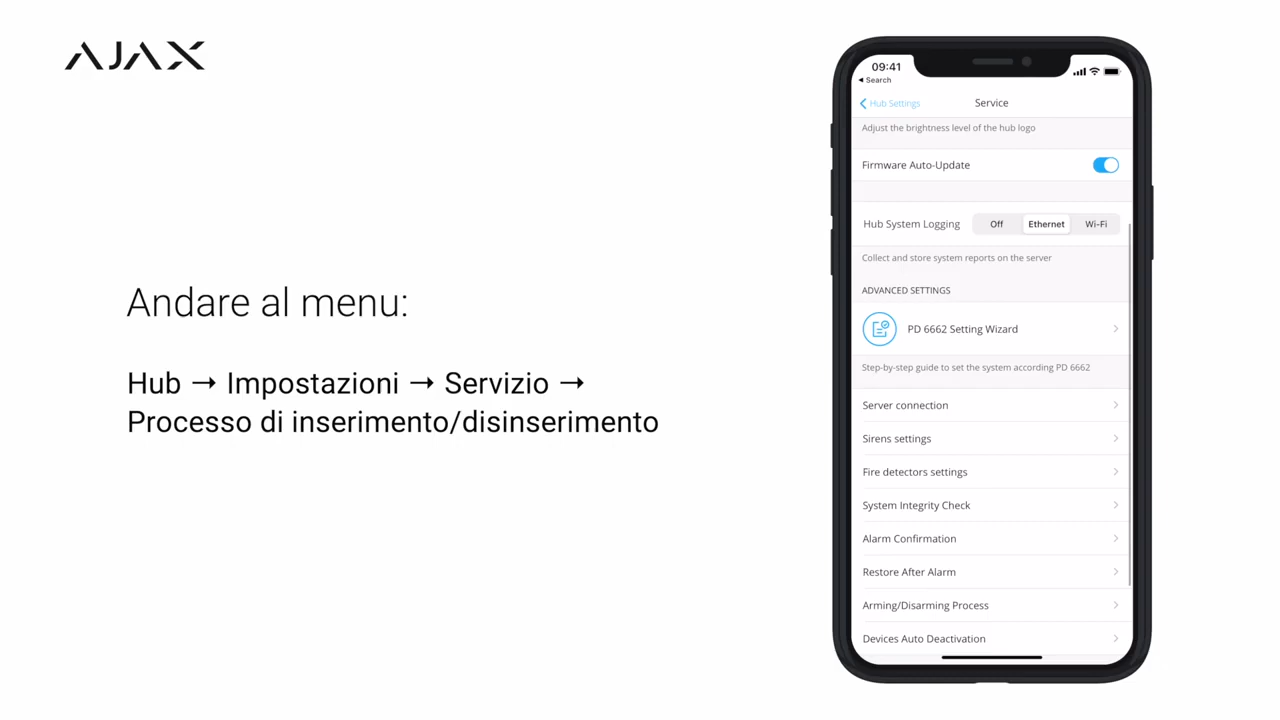 AJAX
Andare al menu:
Hub → Impostazioni → Servizio →
Processo di inserimento/disinserimento
09:41
Search
Hub Settings
Service
Adjust the brightness level of the hub logo
Firmware Auto-Update
Hub System Logging
Off
Ethernet
Wi-Fi
Collect and store system reports on the server
ADVANCED SETTINGS
PD 6662 Setting Wizard
Step-by-step guide to set the system according PD 6662
Server connection
Sirens settings
Fire detectors settings
System Integrity Check
Alarm Confirmation
Restore After Alarm
Arming/Disarming Process
Devices Auto Deactivation